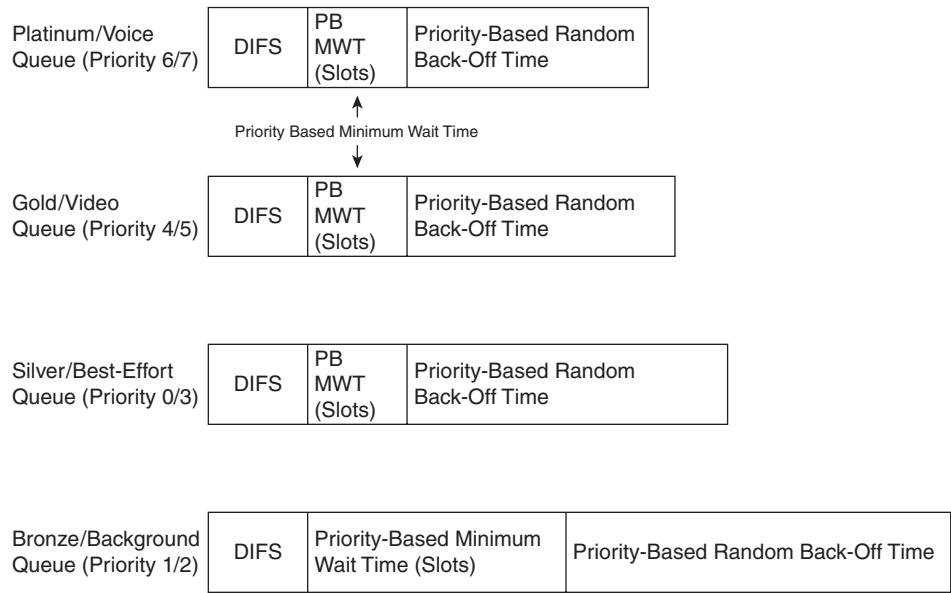 Platinum/Voice
Queue (Priority 6/7)
DIFS
PB
MWT
(Slots)
Priority-Based Random
Back-Off Time
Priority Based Minimum Wait Time
Gold/Video
Queue (Priority 4/5)
DIFS
PB
MWT
(Slots)
Priority-Based Random
Back-Off Time
Silver/Best-Effort
Queue (Priority 0/3)
DIFS
PB
MWT
(Slots)
Priority-Based Random
Back-Off Time
Bronze/Background
Queue (Priority 1/2)
DIFS
Priority-Based Minimum
Wait Time (Slots)
Priority-Based Random Back-Off Time